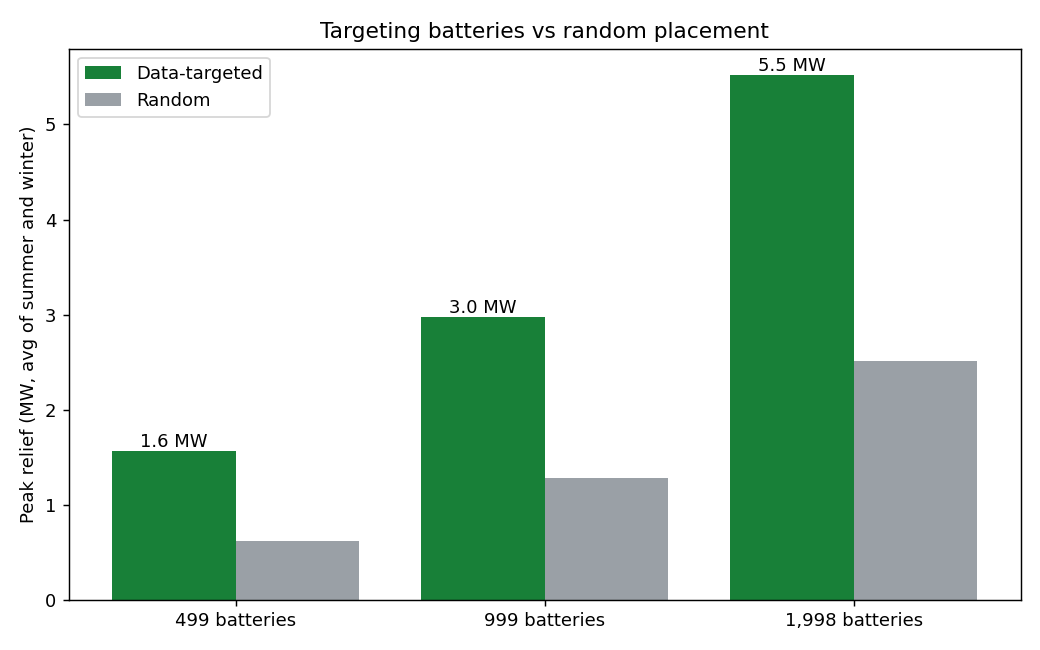 Targeting batteries vs random placement
Data-targeted
Random
Peak relief (MW, avg of summer and winter)
5
4
3
2
1
0
1.6 MW
3.0 MW
5.5 MW
499 batteries
999 batteries
1,998 batteries